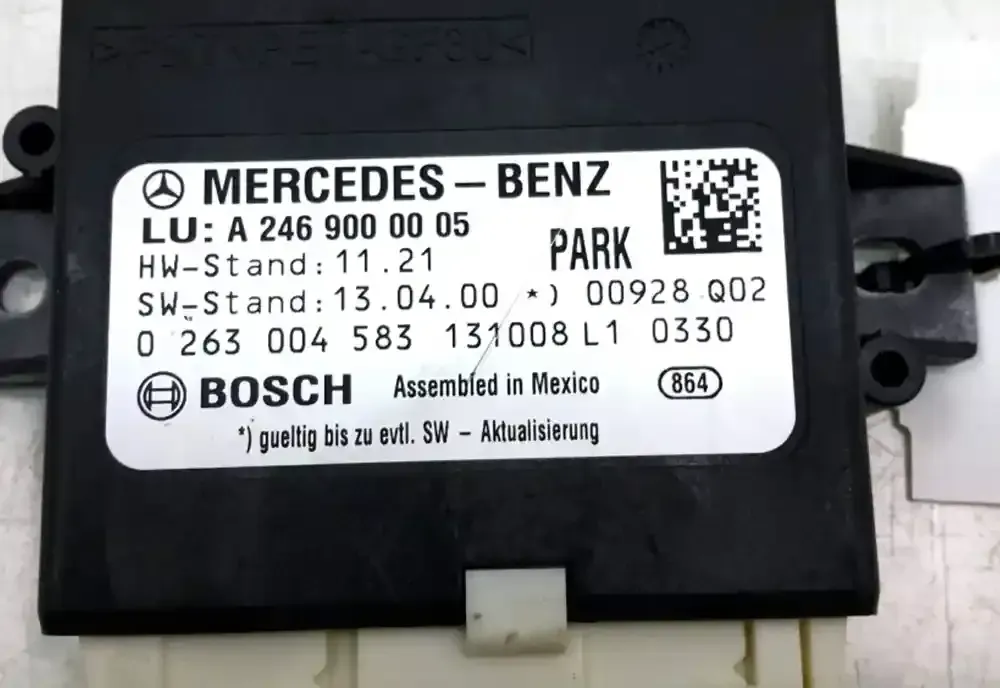 MERCEDES – BENZ
LU: A 246 900 00 05
PARK
HW-Stand: 11.21
SW-Stand: 13.04.00 *) 00928 Q02
0 263 004 583 131008 L1 0330
BOSCH Assembled in Mexico 864
*) gueltig bis zu evtl. SW – Aktualisierung